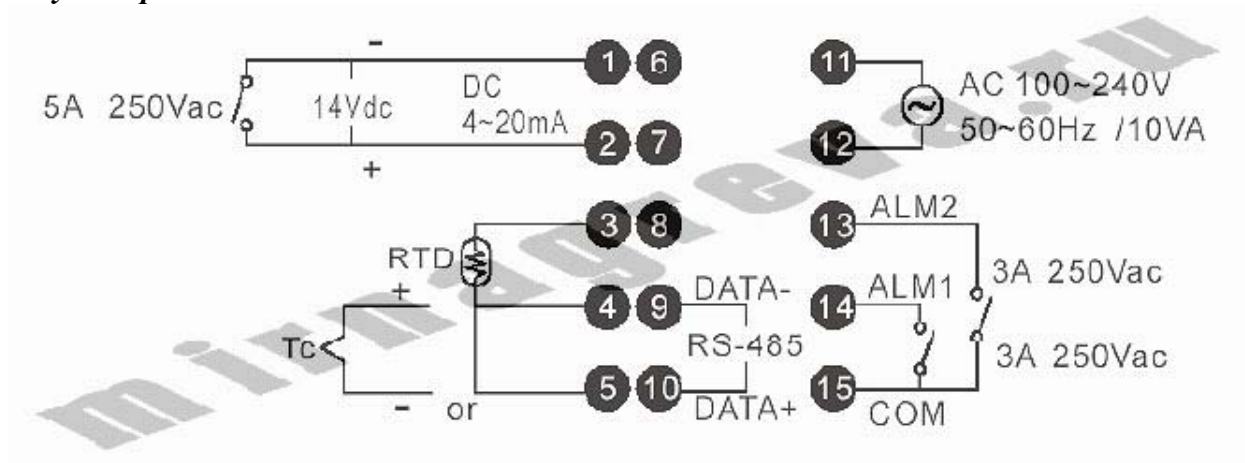 -
1 6
11
5A 250Vac
14Vdc
DC
4~20mA
AC 100~240V
50~60Hz /10VA
2 7
12
+
3 8
13
ALM2
RTD
+
4 9
DATA-
14
ALM1
3A 250Vac
Tc
RS-485
3A 250Vac
-
or
5 10
DATA+
15
COM
minagreva.ru